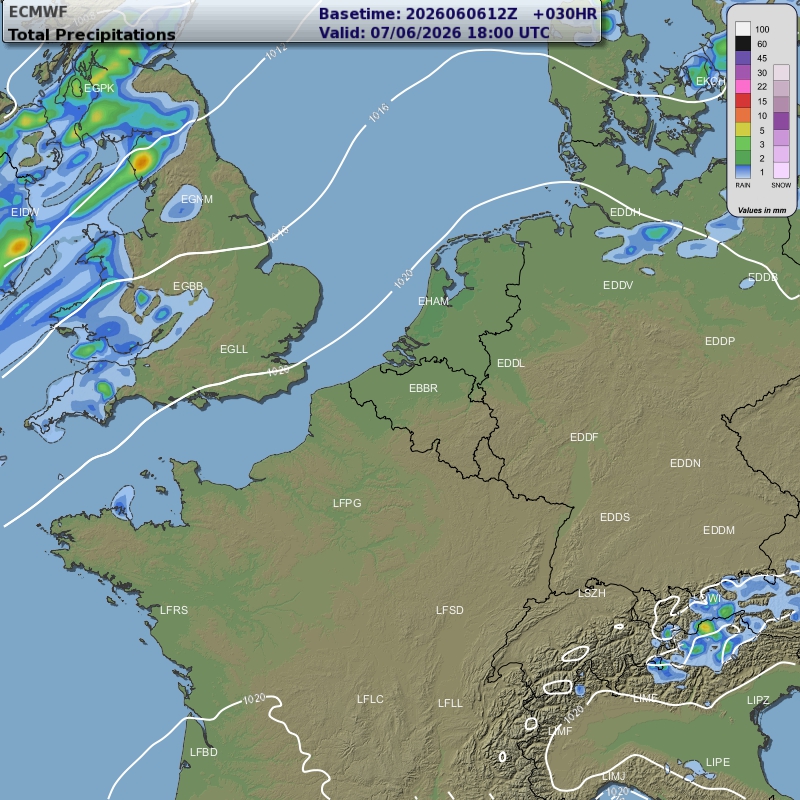 ECMWF
Basetime: 2026060612Z +030HR
Total Precipitations
Valid: 07/06/2026 18:00 UTC
1012
1016
1016
1020
1020
1020
1020
1020
EGPK
EIDW
EGNM
EGBB
EGLL
EHAM
EBBR
EDDL
EDDH
EDDV
EDDB
EDDP
EDDF
EDDN
EDDS
EDDM
LFPG
LFRS
LFSD
LSZH
LFLC
LFLL
LFBD
LIMF
LIME
LIPZ
LIPE
LIMJ
100
60
45
30
22
15
10
5
3
2
1
RAIN
SNOW
Values in mm